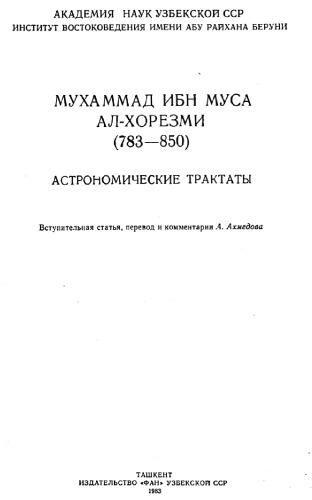 АКАДЕМИЯ НАУК УЗБЕКСКОЙ ССР
ИНСТИТУТ ВОСТОКОВЕДЕНИЯ ИМЕНИ АБУ РАЙХАНА БЕРУНИ
МУХАММАД ИБН МУСА
АЛ-ХОРЕЗМИ
(783—850)
АСТРОНОМИЧЕСКИЕ ТРАКТАТЫ
Вступительная статья, перевод и комментарии А. Ахмедова
ТАШКЕНТ
ИЗДАТЕЛЬСТВО «ФАН» УЗБЕКСКОЙ ССР
1983